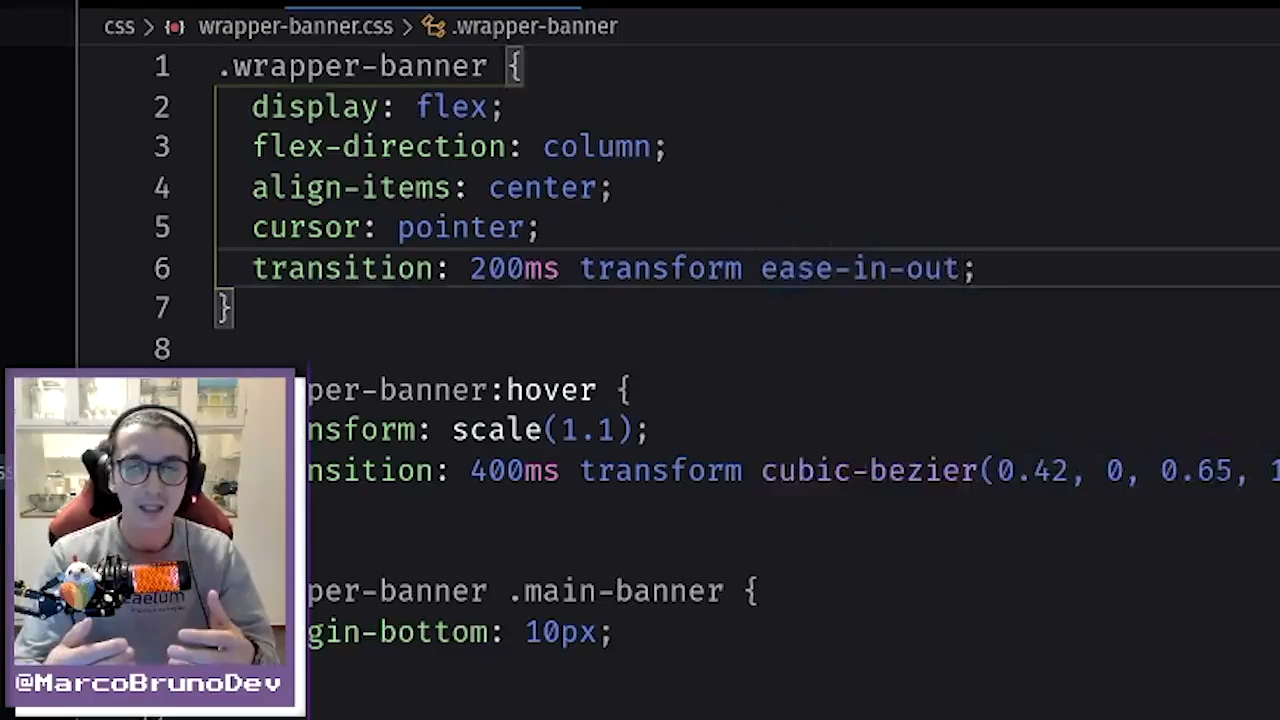 css > wrapper-banner.css > .wrapper-banner
1 .wrapper-banner {
2 display: flex;
3 flex-direction: column;
4 align-items: center;
5 cursor: pointer;
6 transition: 200ms transform ease-in-out;
7 }
8
per-banner:hover {
nsform: scale(1.1);
nsition: 400ms transform cubic-bezier(0.42, 0, 0.65, 1
per-banner .main-banner {
gin-bottom: 10px;
aelum
@MarcoBrunoDev